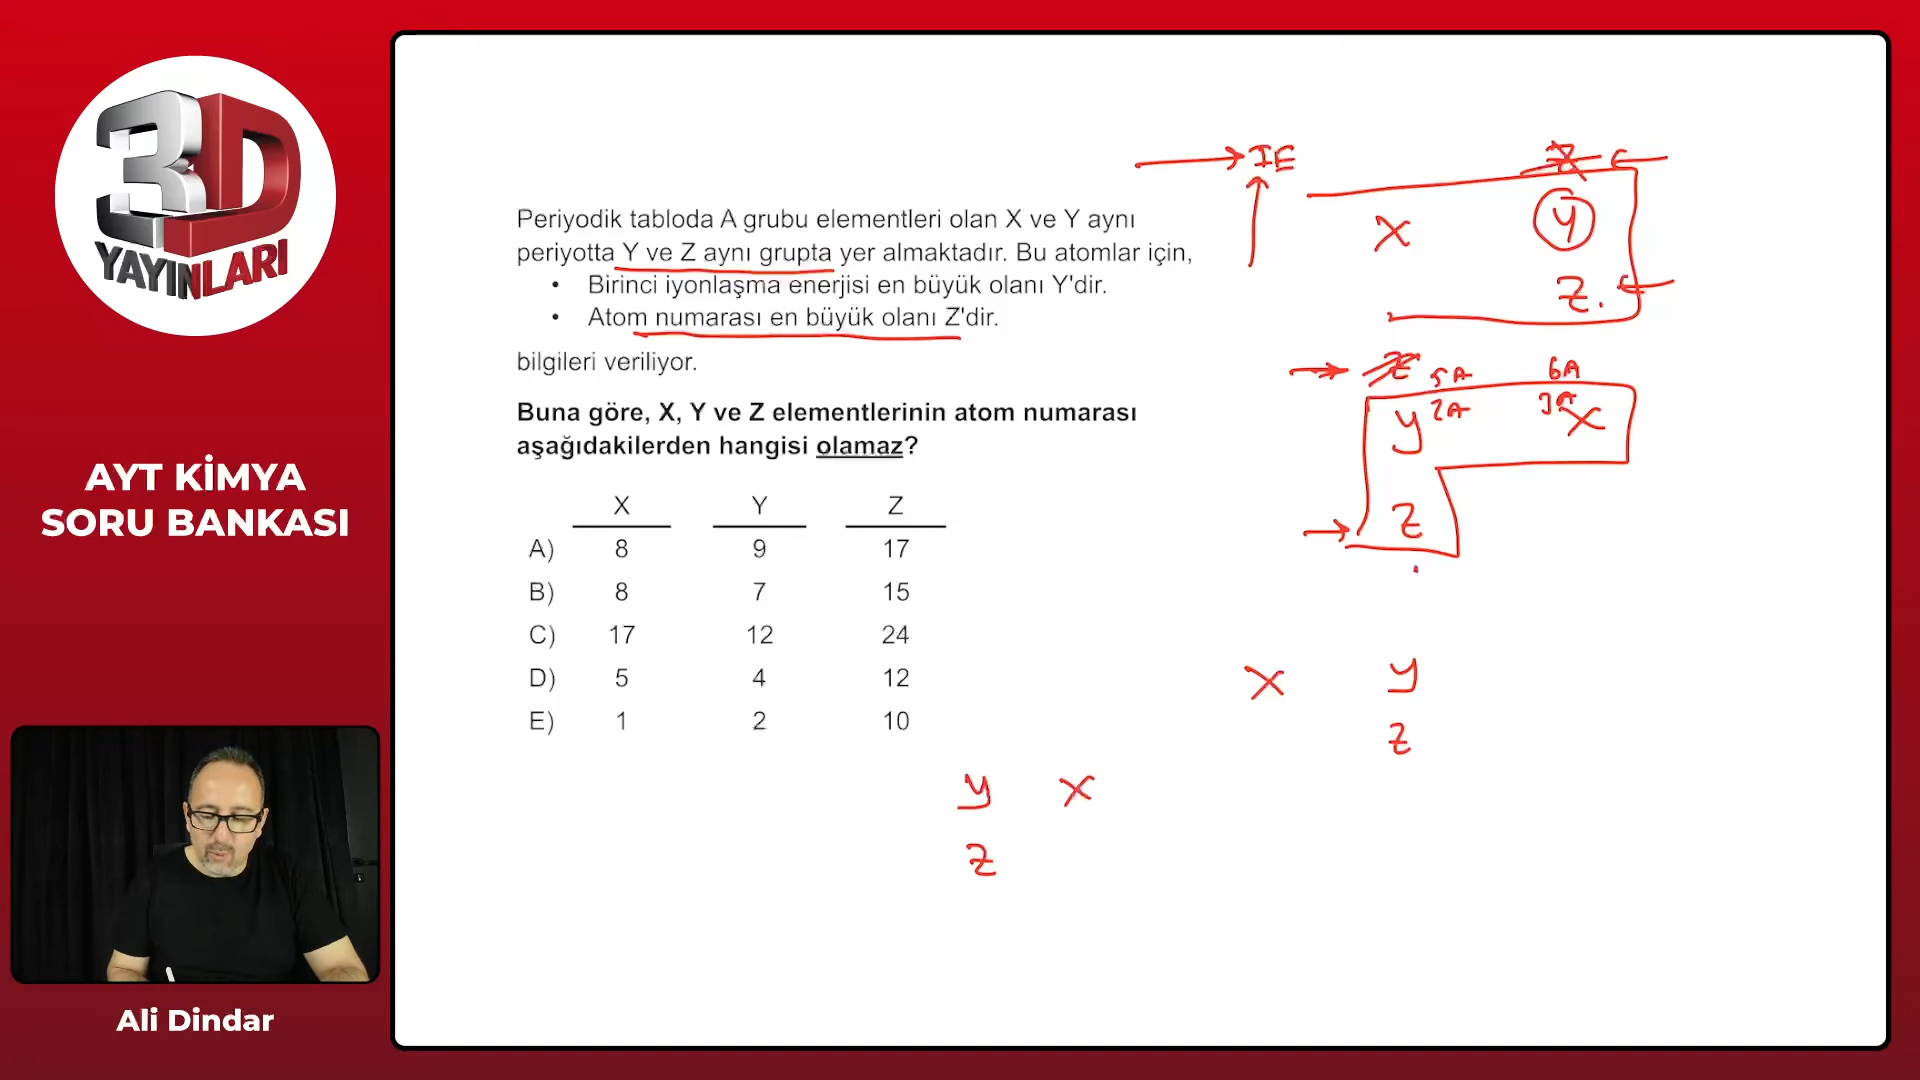 3D
YAYINLARI
AYT KİMYA
SORU BANKASI
Ali Dindar
Periyodik tabloda A grubu elementleri olan X ve Y aynı
periyotta Y ve Z aynı grupta yer almaktadır. Bu atomlar için,
• Birinci iyonlaşma enerjisi en büyük olanı Y'dir.
• Atom numarası en büyük olanı Z'dir.
bilgileri veriliyor.
Buna göre, X, Y ve Z elementlerinin atom numarası
aşağıdakilerden hangisi olamaz?
X Y Z
A) 8 9 17
B) 8 7 15
C) 17 12 24
D) 5 4 12
E) 1 2 10
IE Z
X Y
Z.
5A 6A
Y 2A 3A X
Z
X Y
Z
Y X
Z